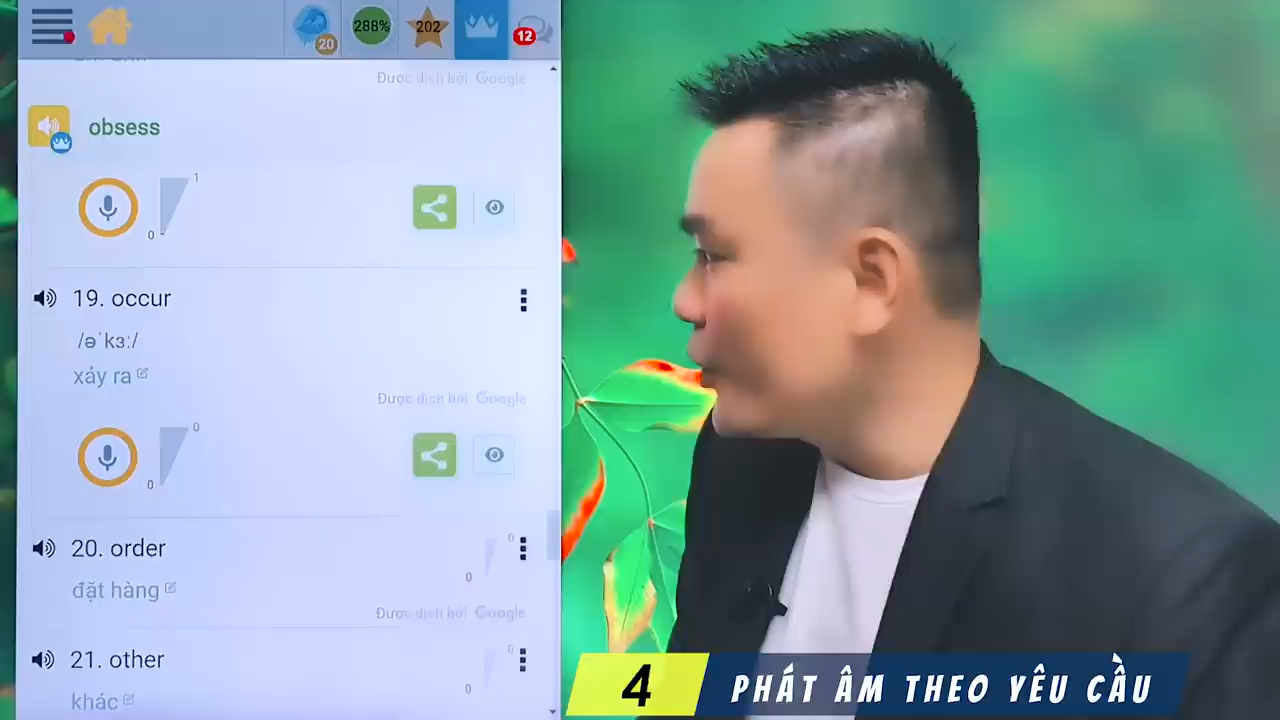 20
288%
202
12
Được dịch bởi Google
obsess
1
0
19. occur
/əˈkɜː/
xảy ra
Được dịch bởi Google
0
0
20. order
0
0
đặt hàng
Được dịch bởi Google
21. other
0
0
khác
4 PHÁT ÂM THEO YÊU CẦU